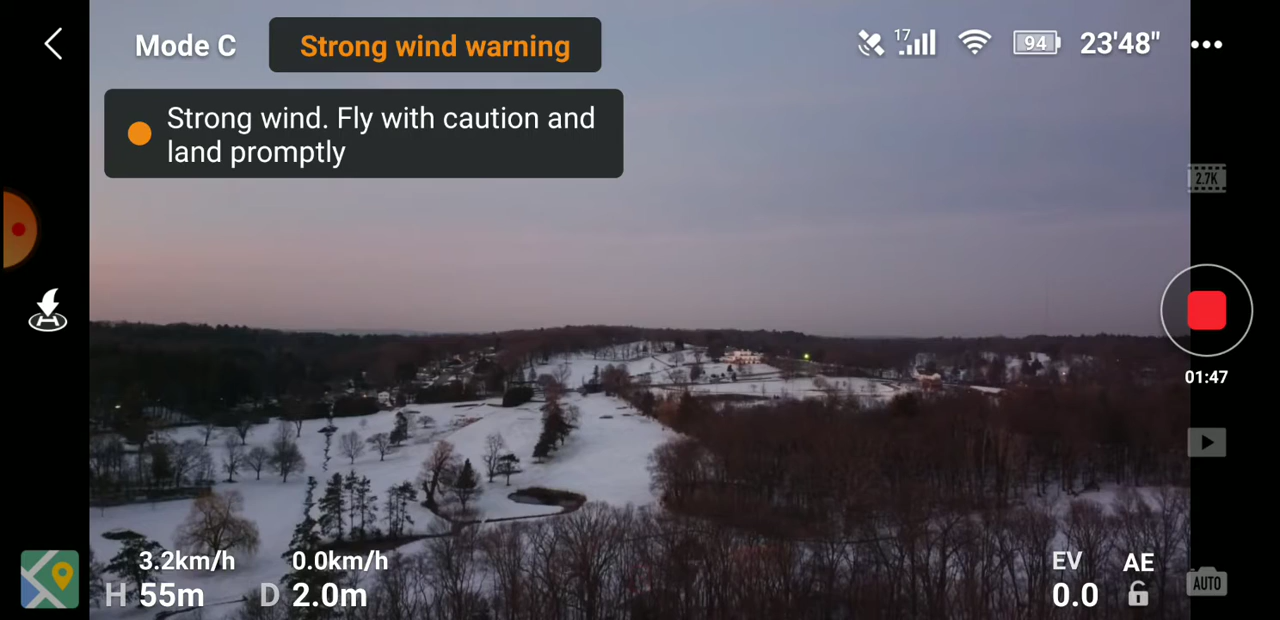 Mode C
Strong wind warning
17
94
23'48"
Strong wind. Fly with caution and
land promptly
2.7K
01:47
3.2km/h
0.0km/h
EV
AE
H 55m
D 2.0m
0.0
AUTO